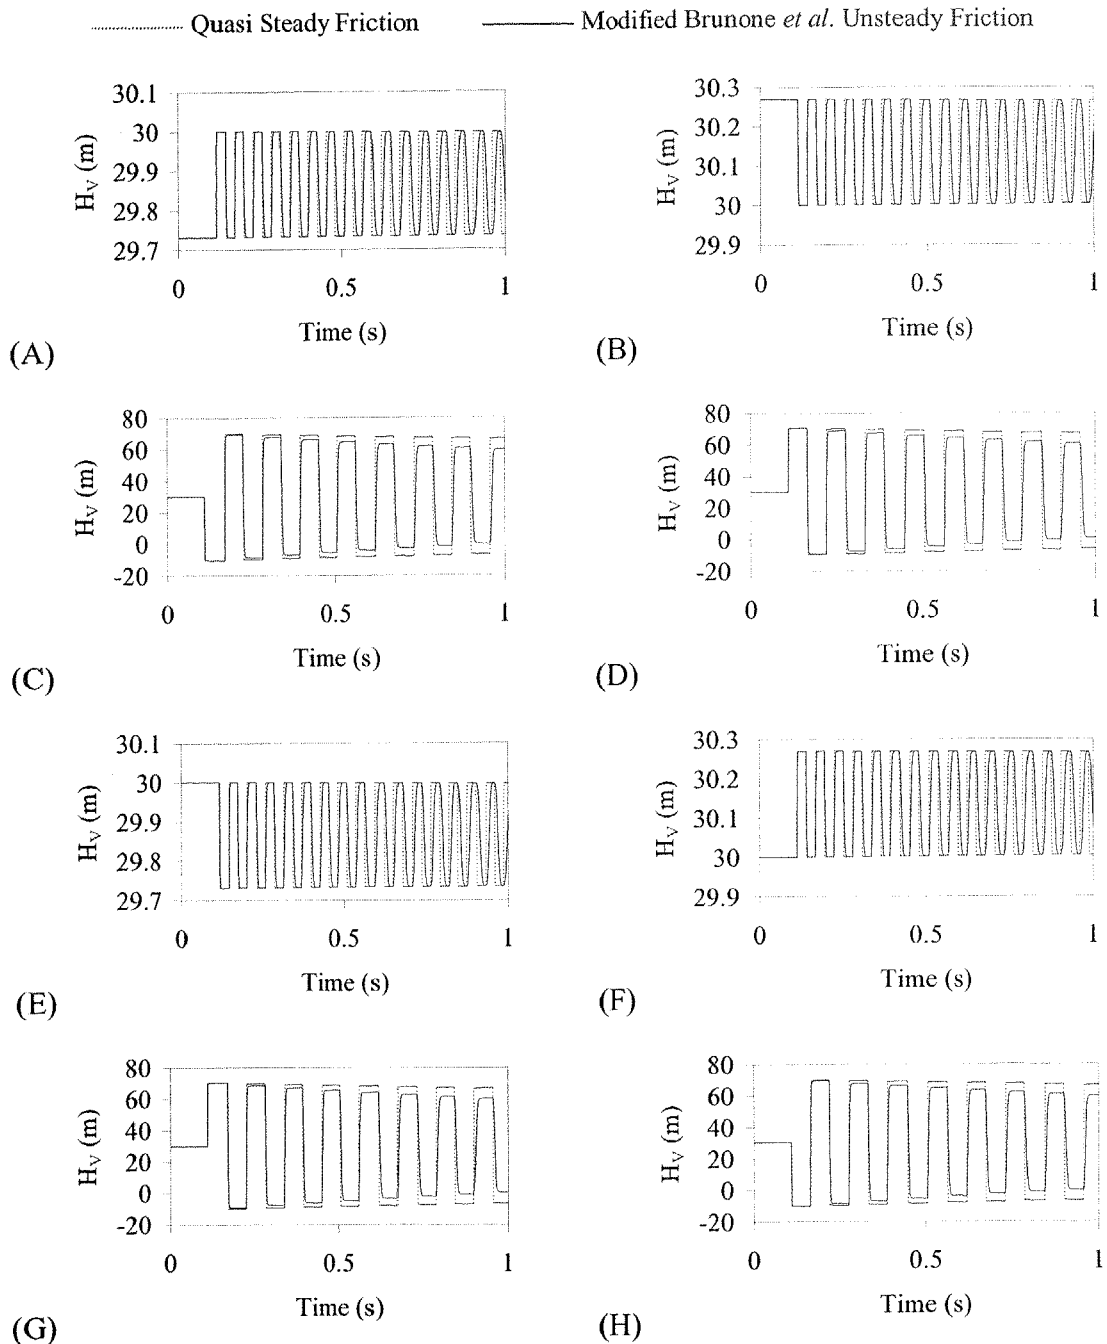 Quasi Steady Friction
Modified Brunone et al. Unsteady Friction
30.1
30
29.9
29.8
29.7
H_V (m)
0 0.5 1
Time (s)
(A)
30.3
30.2
30.1
30
29.9
H_V (m)
0 0.5 1
Time (s)
(B)
80
60
40
20
0
-20
H_V (m)
0 0.5 1
Time (s)
(C)
80
60
40
20
0
-20
H_V (m)
0 0.5 1
Time (s)
(D)
30.1
30
29.9
29.8
29.7
H_V (m)
0 0.5 1
Time (s)
(E)
30.3
30.2
30.1
30
29.9
H_V (m)
0 0.5 1
Time (s)
(F)
80
60
40
20
0
-20
H_V (m)
0 0.5 1
Time (s)
(G)
80
60
40
20
0
-20
H_V (m)
0 0.5 1
Time (s)
(H)